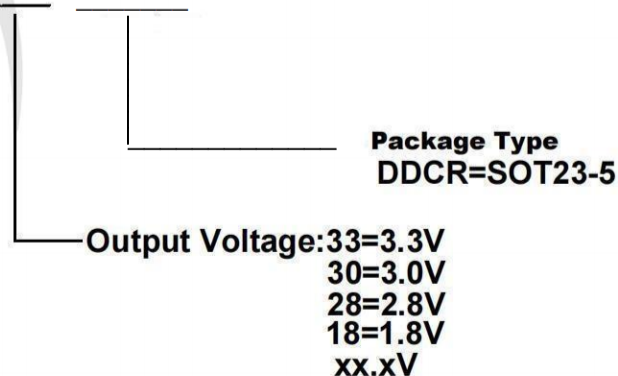 Package Type
DDCR=SOT23-5
Output Voltage:33=3.3V
30=3.0V
28=2.8V
18=1.8V
xx.xV